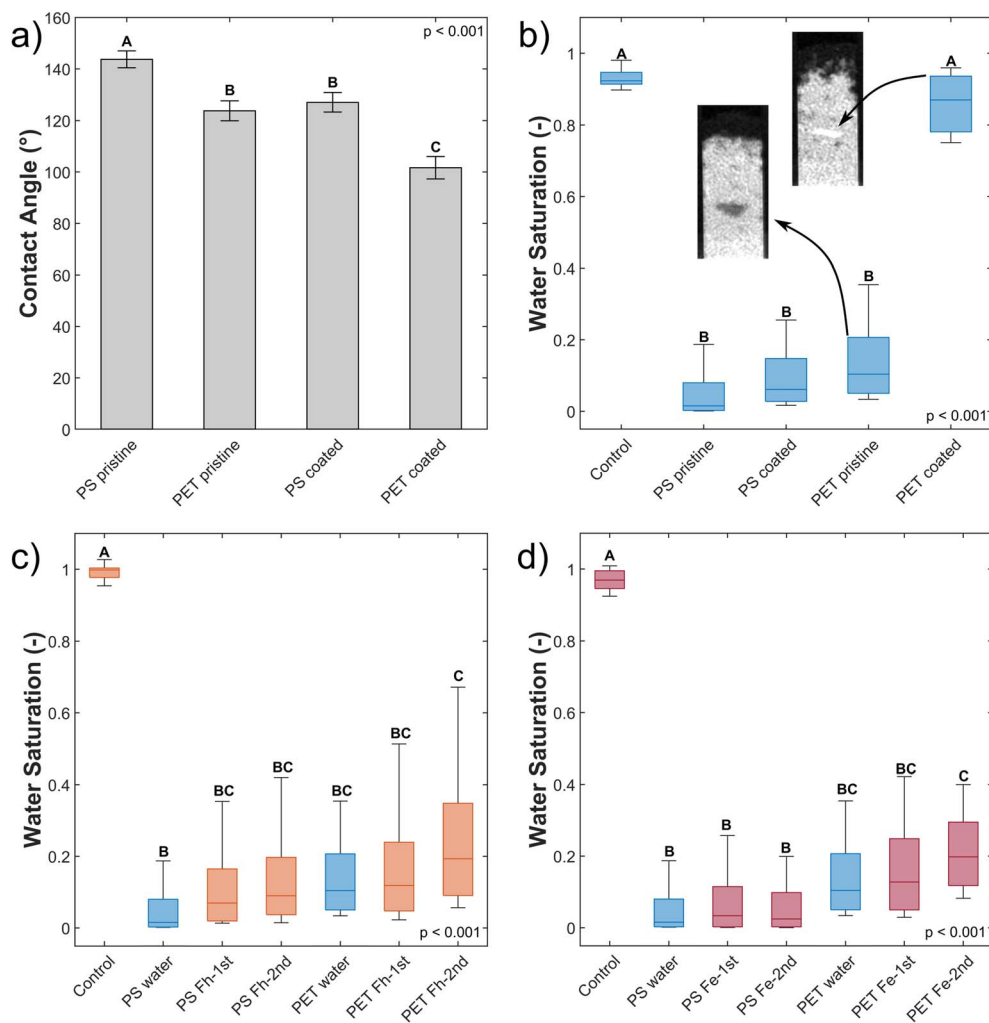 a)
p < 0.001
160
140
120
100
80
60
40
20
0
Contact Angle (°)
A
B
B
C
PS pristine
PET pristine
PS coated
PET coated
b)
1
0.8
0.6
0.4
0.2
0
Water Saturation (-)
A
B
B
B
A
p < 0.001
Control
PS pristine
PS coated
PET pristine
PET coated
c)
1
0.8
0.6
0.4
0.2
0
Water Saturation (-)
A
B
BC
BC
BC
BC
C
p < 0.001
Control
PS water
PS Fh-1st
PS Fh-2nd
PET water
PET Fh-1st
PET Fh-2nd
d)
1
0.8
0.6
0.4
0.2
0
Water Saturation (-)
A
B
B
B
BC
BC
C
p < 0.001
Control
PS water
PS Fe-1st
PS Fe-2nd
PET water
PET Fe-1st
PET Fe-2nd